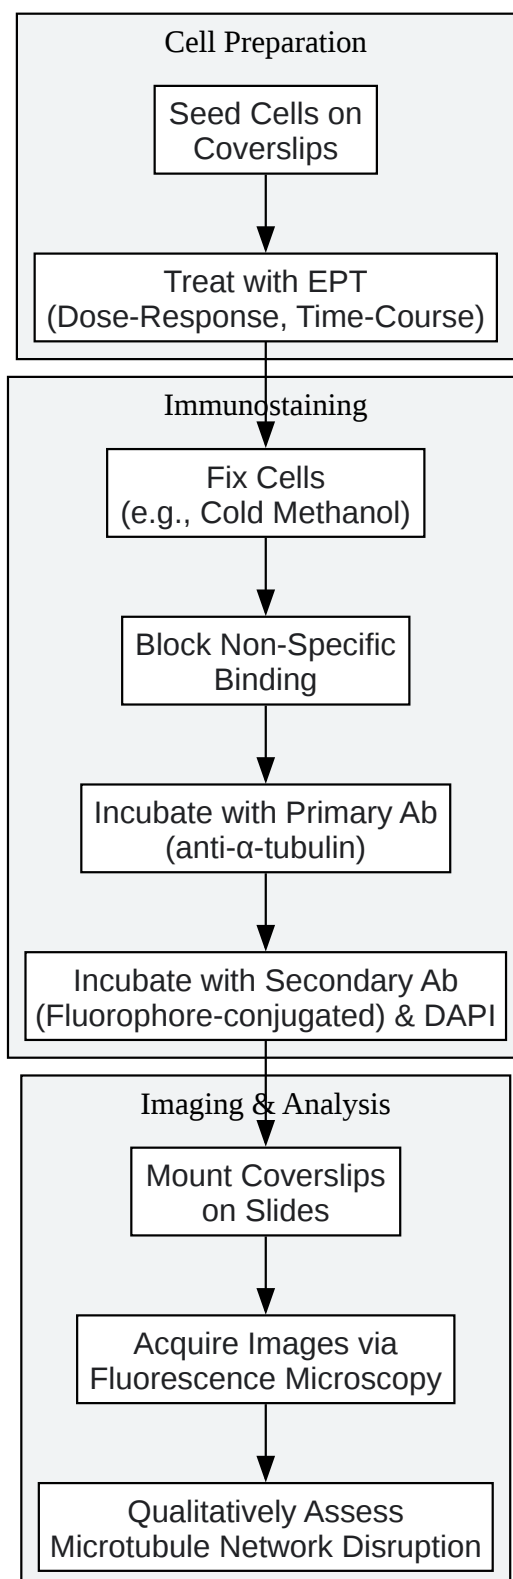 Cell Preparation
Seed Cells on
Coverslips
Treat with EPT
(Dose-Response, Time-Course)
Immunostaining
Fix Cells
(e.g., Cold Methanol)
Block Non-Specific
Binding
Incubate with Primary Ab
(anti-α-tubulin)
Incubate with Secondary Ab
(Fluorophore-conjugated) & DAPI
Imaging & Analysis
Mount Coverslips
on Slides
Acquire Images via
Fluorescence Microscopy
Qualitatively Assess
Microtubule Network Disruption